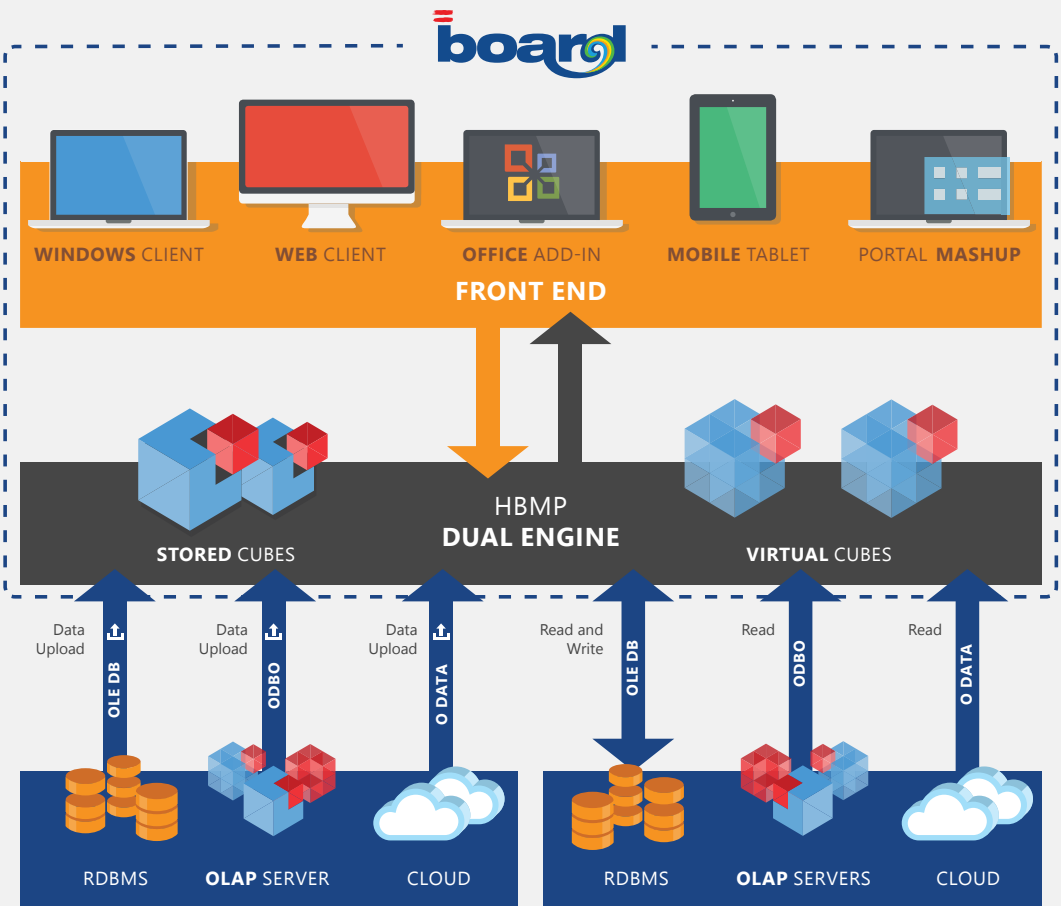 board
WINDOWS CLIENT
WEB CLIENT
OFFICE ADD-IN
MOBILE TABLET
PORTAL MASHUP
FRONT END
HBMP
DUAL ENGINE
STORED CUBES
VIRTUAL CUBES
Data
Upload
OLE DB
Data
Upload
ODBO
Data
Upload
O DATA
Read and
Write
OLE DB
Read
ODBO
Read
O DATA
RDBMS
OLAP SERVER
CLOUD
RDBMS
OLAP SERVERS
CLOUD